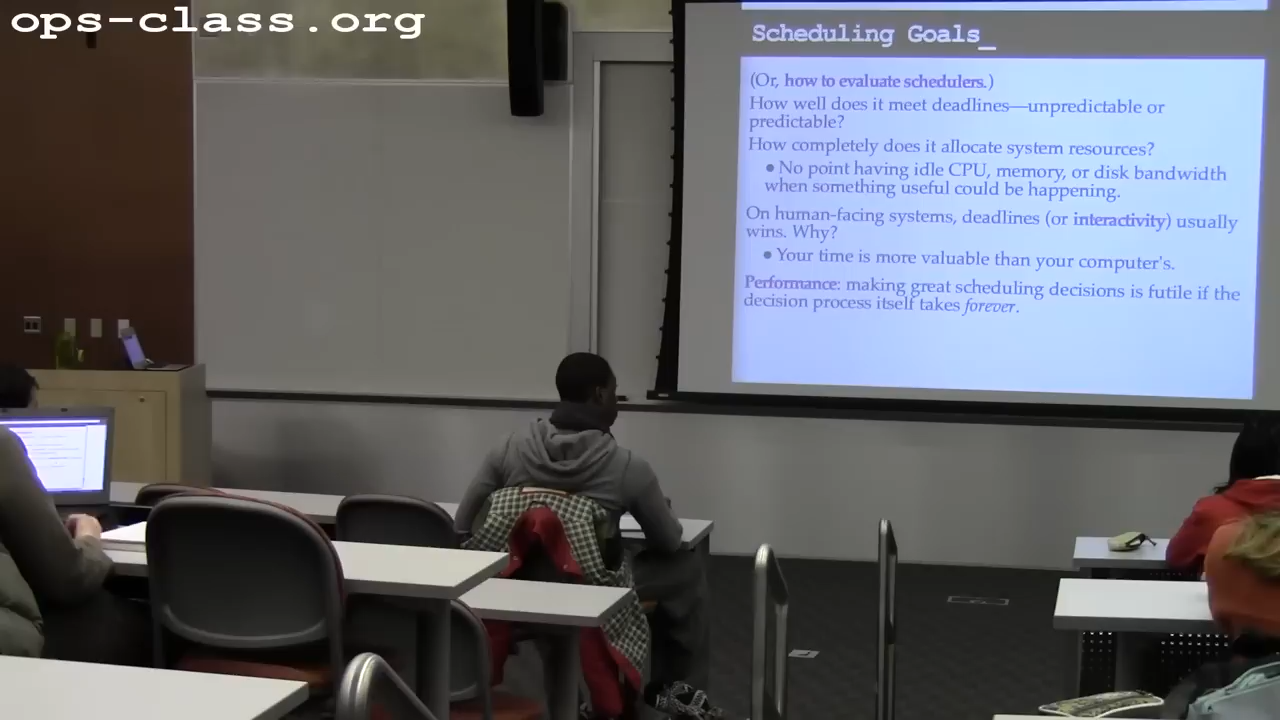 ops-class.org
Scheduling Goals_
(Or, how to evaluate schedulers.)
How well does it meet deadlines—unpredictable or
predictable?
How completely does it allocate system resources?
• No point having idle CPU, memory, or disk bandwidth
when something useful could be happening.
On human-facing systems, deadlines (or interactivity) usually
wins. Why?
• Your time is more valuable than your computer's.
Performance: making great scheduling decisions is futile if the
decision process itself takes forever.